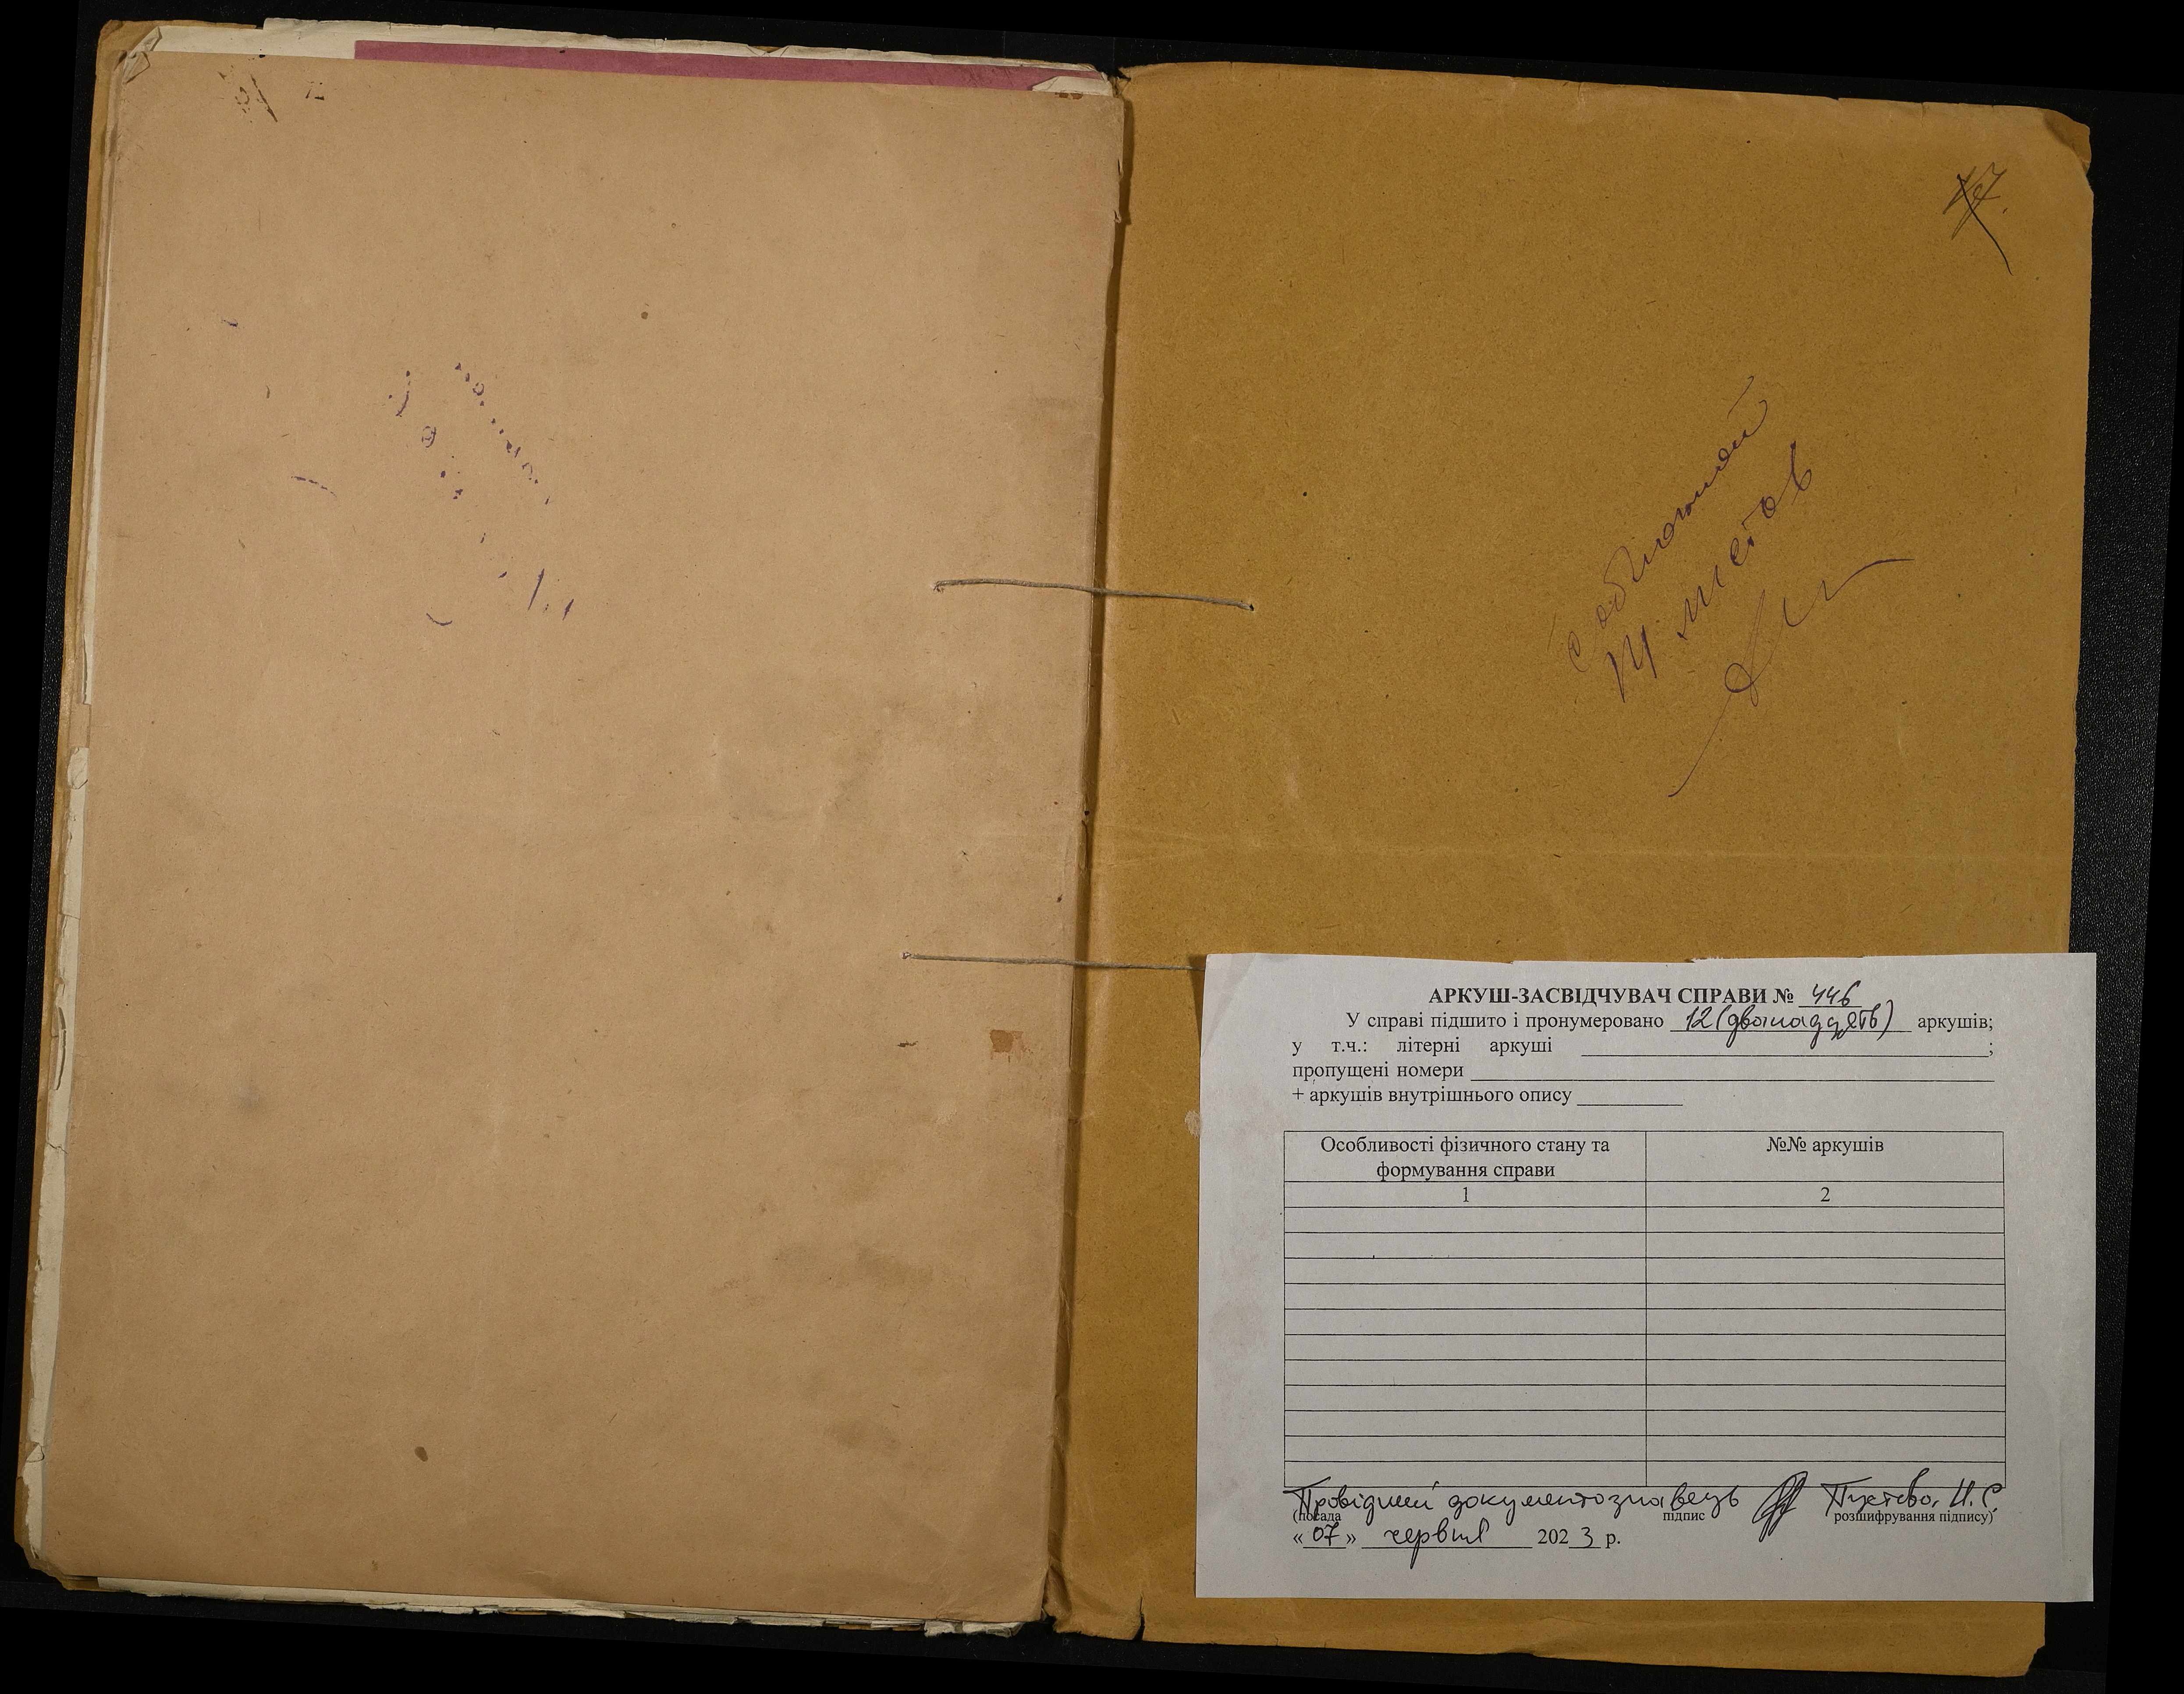 с обложкой
14 листов
АРКУШ-ЗАСВІДЧУВАЧ СПРАВИ № 446
У справі підшито і пронумеровано 12 (дванадцять) аркушів;
у т.ч.: літерні аркуші ;
пропущені номери
+ аркушів внутрішнього опису
Особливості фізичного стану та формування справи
№№ аркушів
1 2
Провідний документознавець
(посада підпис розшифрування підпису)
«07» червня 2023 р.